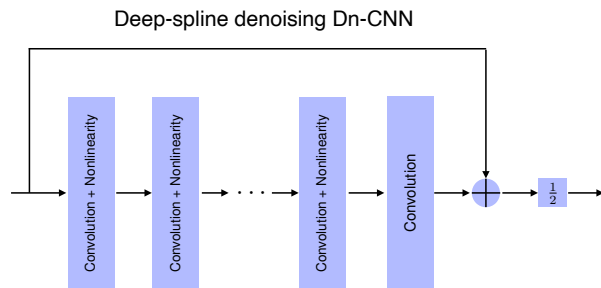 Deep-spline denoising Dn-CNN
Convolution + Nonlinearity
Convolution + Nonlinearity
· · ·
Convolution + Nonlinearity
Convolution
+
1/2